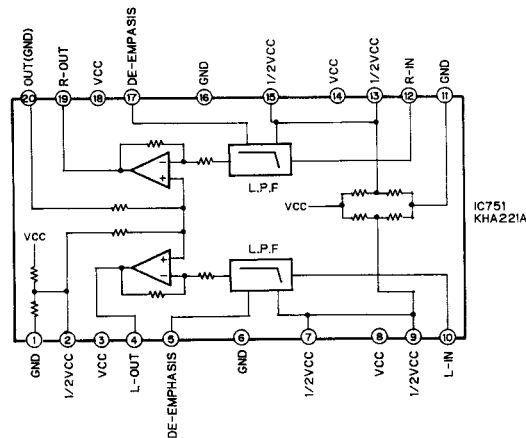 OUT(GND)
R-OUT
VCC
DE-EMPASIS
GND
1/2VCC
VCC
1/2VCC
R-IN
GND
20
19
18
17
16
15
14
13
12
11
L.P.F
VCC
IC751
KHA221A
VCC
L.P.F
1
2
3
4
5
6
7
8
9
10
GND
1/2VCC
VCC
L-OUT
DE-EMPHASIS
GND
1/2VCC
VCC
1/2VCC
L-IN